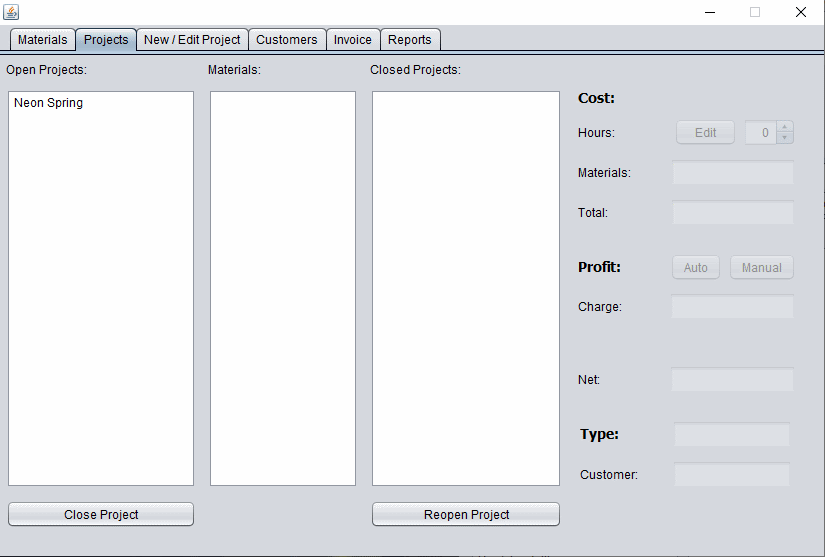 Materials Projects New / Edit Project Customers Invoice Reports
Open Projects: Materials: Closed Projects:
Neon Spring
Cost:
Hours: Edit 0
Materials:
Total:
Profit: Auto Manual
Charge:
Net:
Type:
Customer:
Close Project Reopen Project